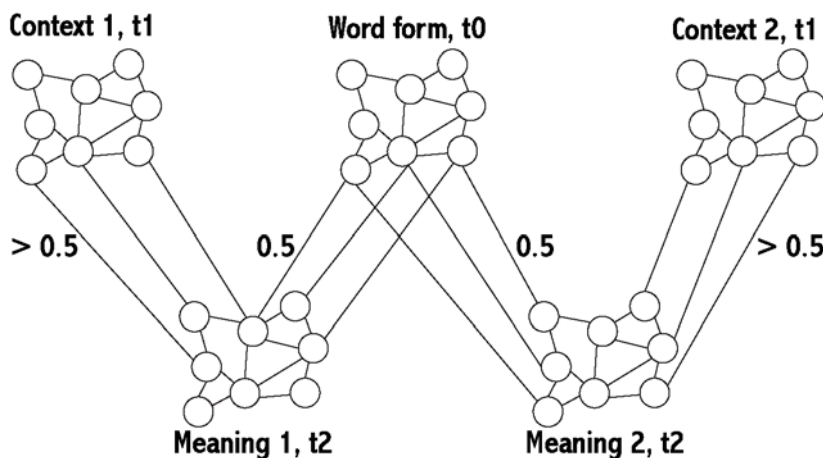 Context 1, t1
Word form, t0
Context 2, t1
> 0.5
0.5
0.5
> 0.5
Meaning 1, t2
Meaning 2, t2